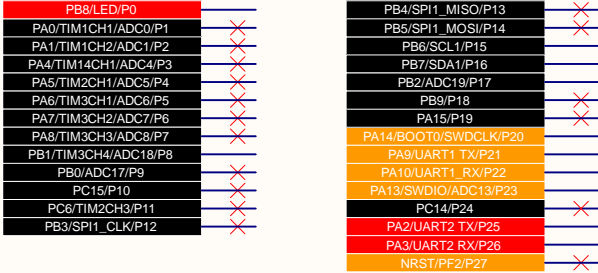 PB8/LED/P0
PA0/TIM1CH1/ADC0/P1
PA1/TIM1CH2/ADC1/P2
PA4/TIM14CH1/ADC4/P3
PA5/TIM2CH1/ADC5/P4
PA6/TIM3CH1/ADC6/P5
PA7/TIM3CH2/ADC7/P6
PA8/TIM3CH3/ADC8/P7
PB1/TIM3CH4/ADC18/P8
PB0/ADC17/P9
PC15/P10
PC6/TIM2CH3/P11
PB3/SPI1_CLK/P12
PB4/SPI1_MISO/P13
PB5/SPI1_MOSI/P14
PB6/SCL1/P15
PB7/SDA1/P16
PB2/ADC19/P17
PB9/P18
PA15/P19
PA14/BOOT0/SWDCLK/P20
PA9/UART1 TX/P21
PA10/UART1_RX/P22
PA13/SWDIO/ADC13/P23
PC14/P24
PA2/UART2 TX/P25
PA3/UART2 RX/P26
NRST/PF2/P27